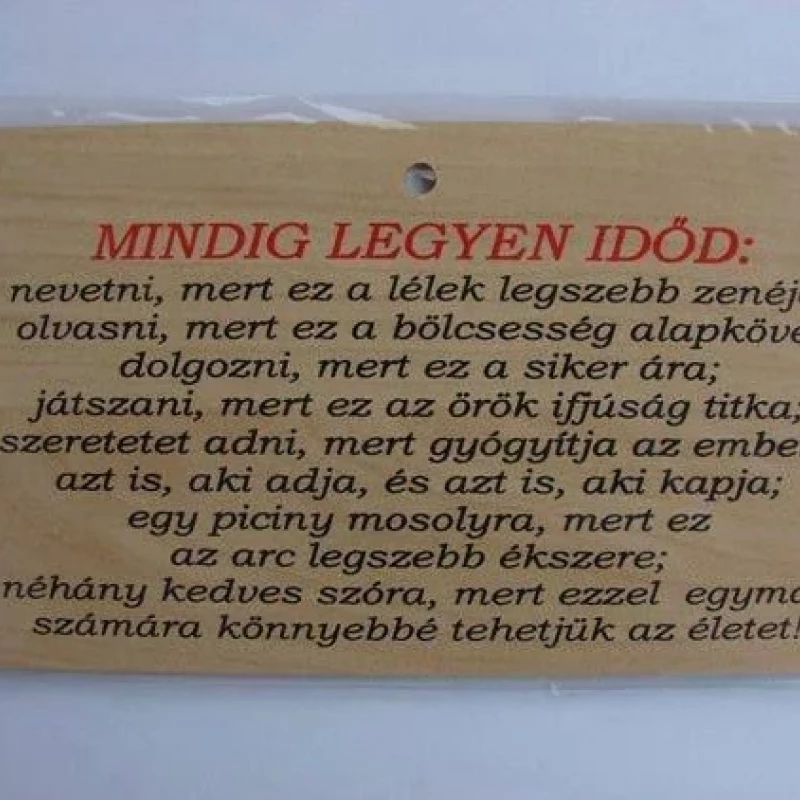 MINDIG LEGYEN IDŐD:
nevetni, mert ez a lélek legszebb zenéj
olvasni, mert ez a bölcsesség alapköve
dolgozni, mert ez a siker ára;
játszani, mert ez az örök ifjúság titka;
szeretetet adni, mert gyógyítja az ember
azt is, aki adja, és azt is, aki kapja;
egy piciny mosolyra, mert ez
az arc legszebb ékszere;
néhány kedves szóra, mert ezzel egymá
számára könnyebbé tehetjük az életet!